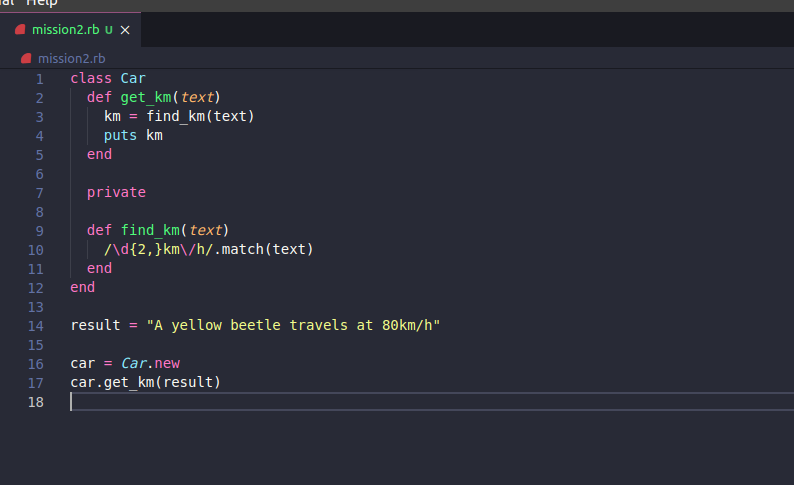 Help
mission2.rb U ×
mission2.rb
1 class Car
2   def get_km(text)
3     km = find_km(text)
4     puts km
5   end
6
7   private
8
9   def find_km(text)
10     /\d{2,}km\/h/.match(text)
11   end
12 end
13
14 result = "A yellow beetle travels at 80km/h"
15
16 car = Car.new
17 car.get_km(result)
18